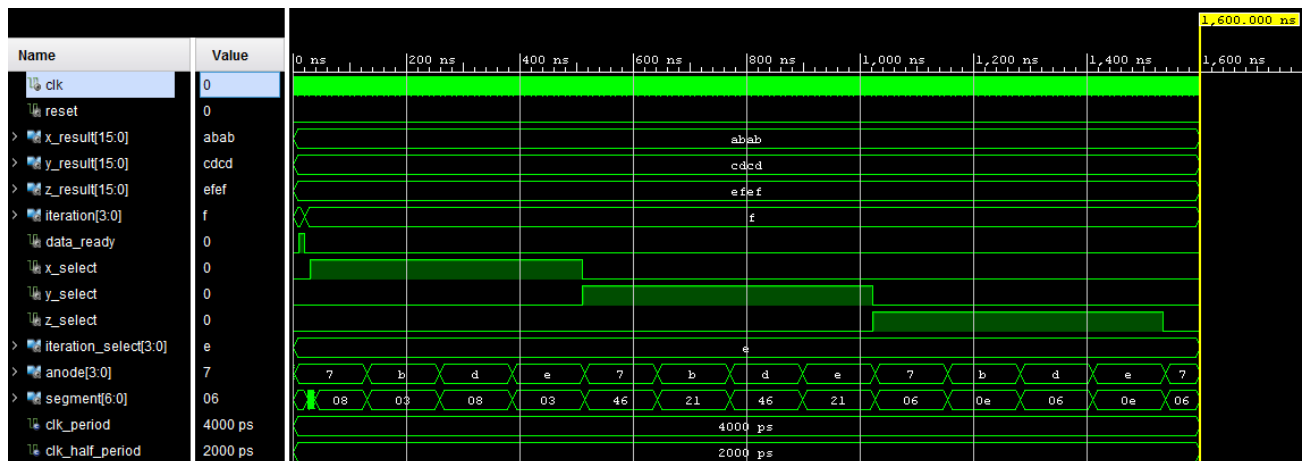 1,600.000 ns
Name Value 0 ns 200 ns 400 ns 600 ns 800 ns 1,000 ns 1,200 ns 1,400 ns 1,600 ns
clk 0
reset 0
x_result[15:0] abab abab
y_result[15:0] cdcd cdcd
z_result[15:0] efef efef
iteration[3:0] f f
data_ready 0
x_select 0
y_select 0
z_select 0
iteration_select[3:0] e e
anode[3:0] 7 7 b d e 7 b d e 7 b d e 7
segment[6:0] 06 08 03 08 03 46 21 46 21 06 0e 06 0e 06
clk_period 4000 ps 4000 ps
clk_half_period 2000 ps 2000 ps